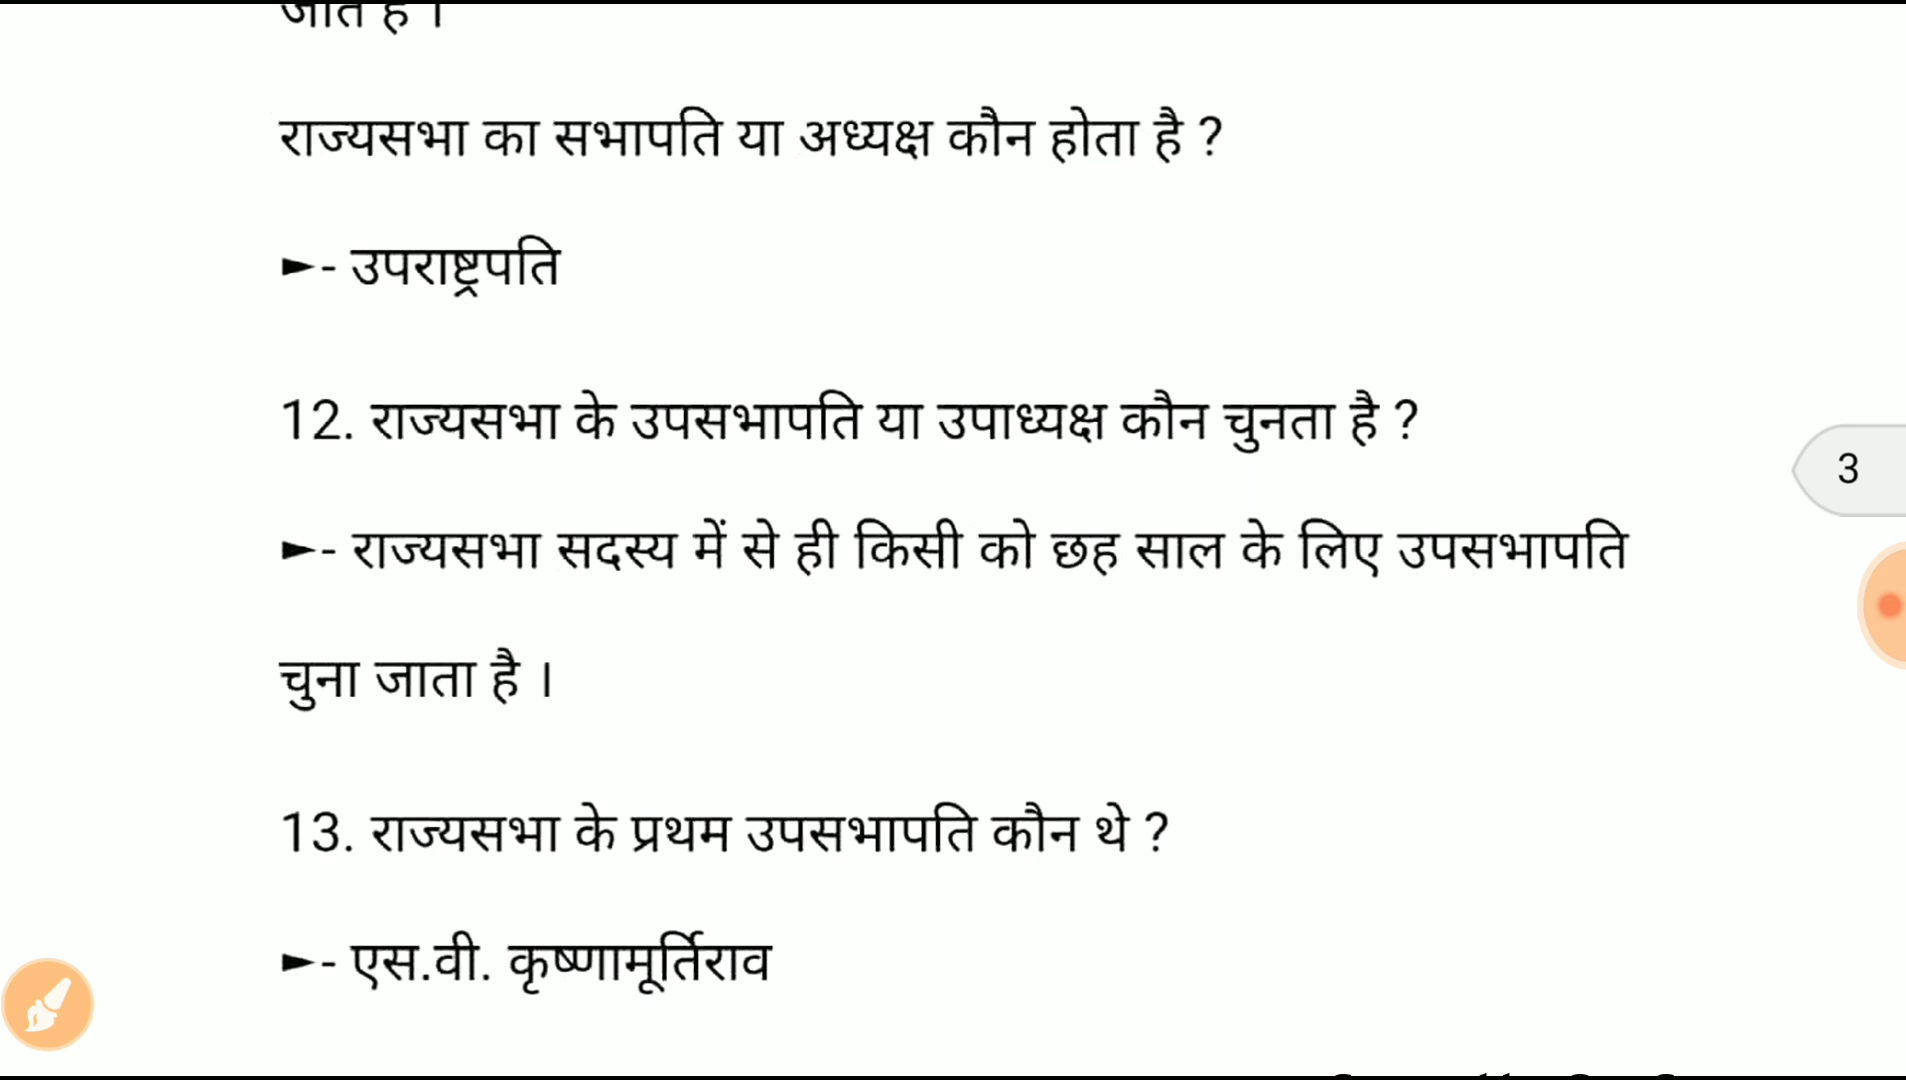 जाते है ।
राज्यसभा का सभापति या अध्यक्ष कौन होता है ?
►- उपराष्ट्रपति
12. राज्यसभा के उपसभापति या उपाध्यक्ष कौन चुनता है ?
3
►- राज्यसभा सदस्य में से ही किसी को छह साल के लिए उपसभापति
चुना जाता है ।
13. राज्यसभा के प्रथम उपसभापति कौन थे ?
►- एस.वी. कृष्णामूर्तिराव